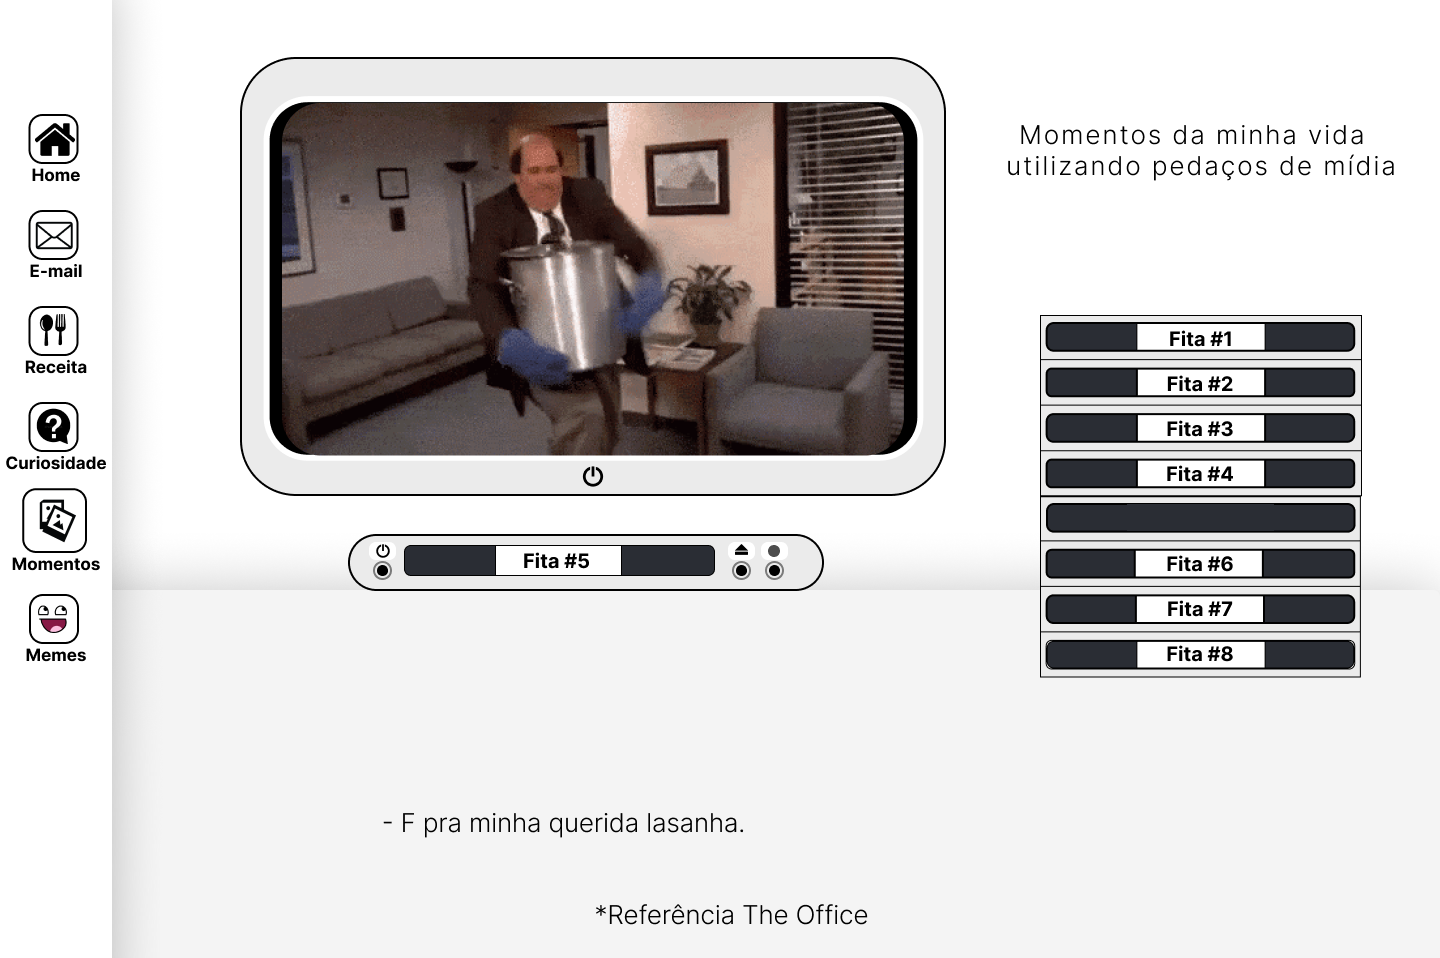 Home
E-mail
Receita
Curiosidade
Momentos
Memes
Momentos da minha vida
utilizando pedaços de mídia
Fita #1
Fita #2
Fita #3
Fita #4
Fita #6
Fita #7
Fita #8
Fita #5
- F pra minha querida lasanha.
*Referência The Office